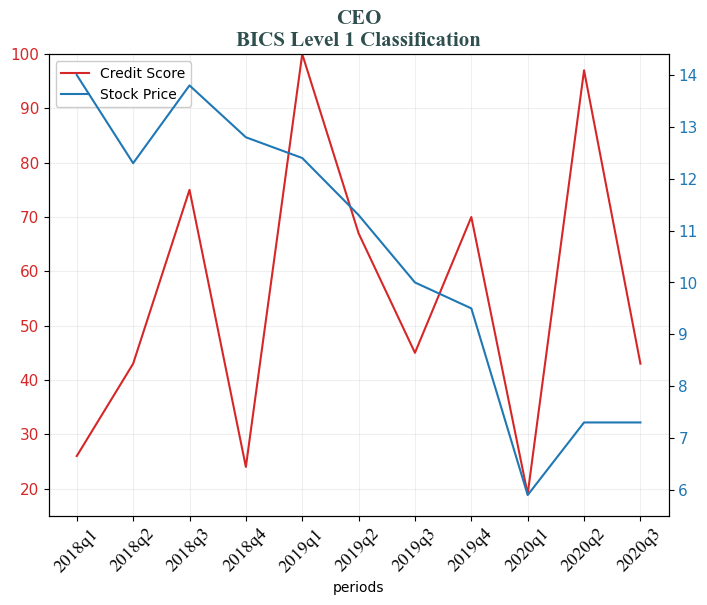 CEO
BICS Level 1 Classification
Credit Score
Stock Price
100
90
80
70
60
50
40
30
20
14
13
12
11
10
9
8
7
6
2018q1
2018q2
2018q3
2018q4
2019q1
2019q2
2019q3
2019q4
2020q1
2020q2
2020q3
periods